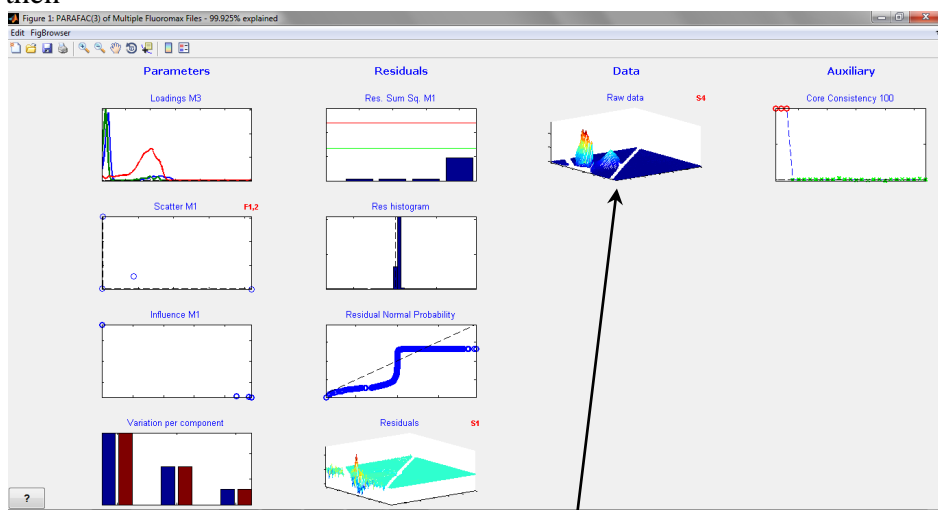 then
Figure 1: PARAFAC(3) of Multiple Fluoromax Files - 99.925% explained
Edit FigBrowser
Parameters
Residuals
Data
Auxiliary
Loadings M3
Res. Sum Sq. M1
Raw data
S4
Core Consistency 100
Scatter M1
F1,2
Res histogram
Influence M1
Residual Normal Probability
Variation per component
Residuals
S1
?